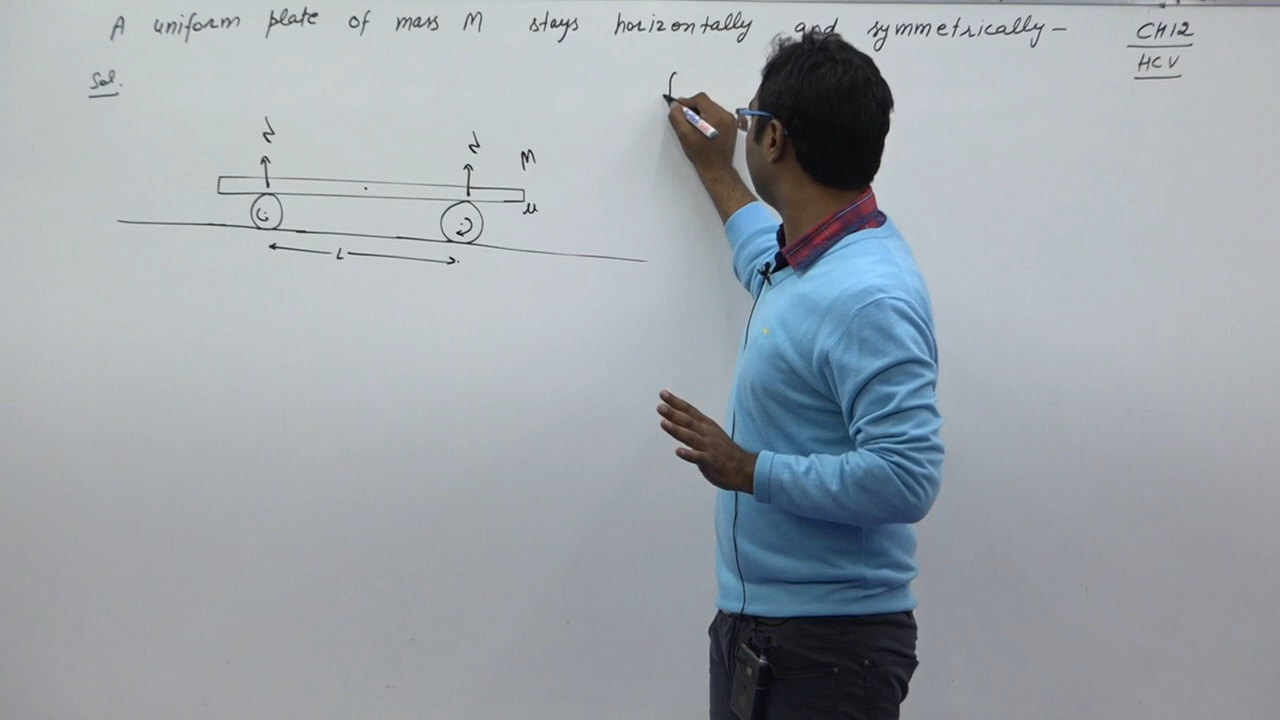 A uniform plate of mass M stays horizontally and symmetrically -
CH12
HCV
Sol.
N
N
M
μ
L